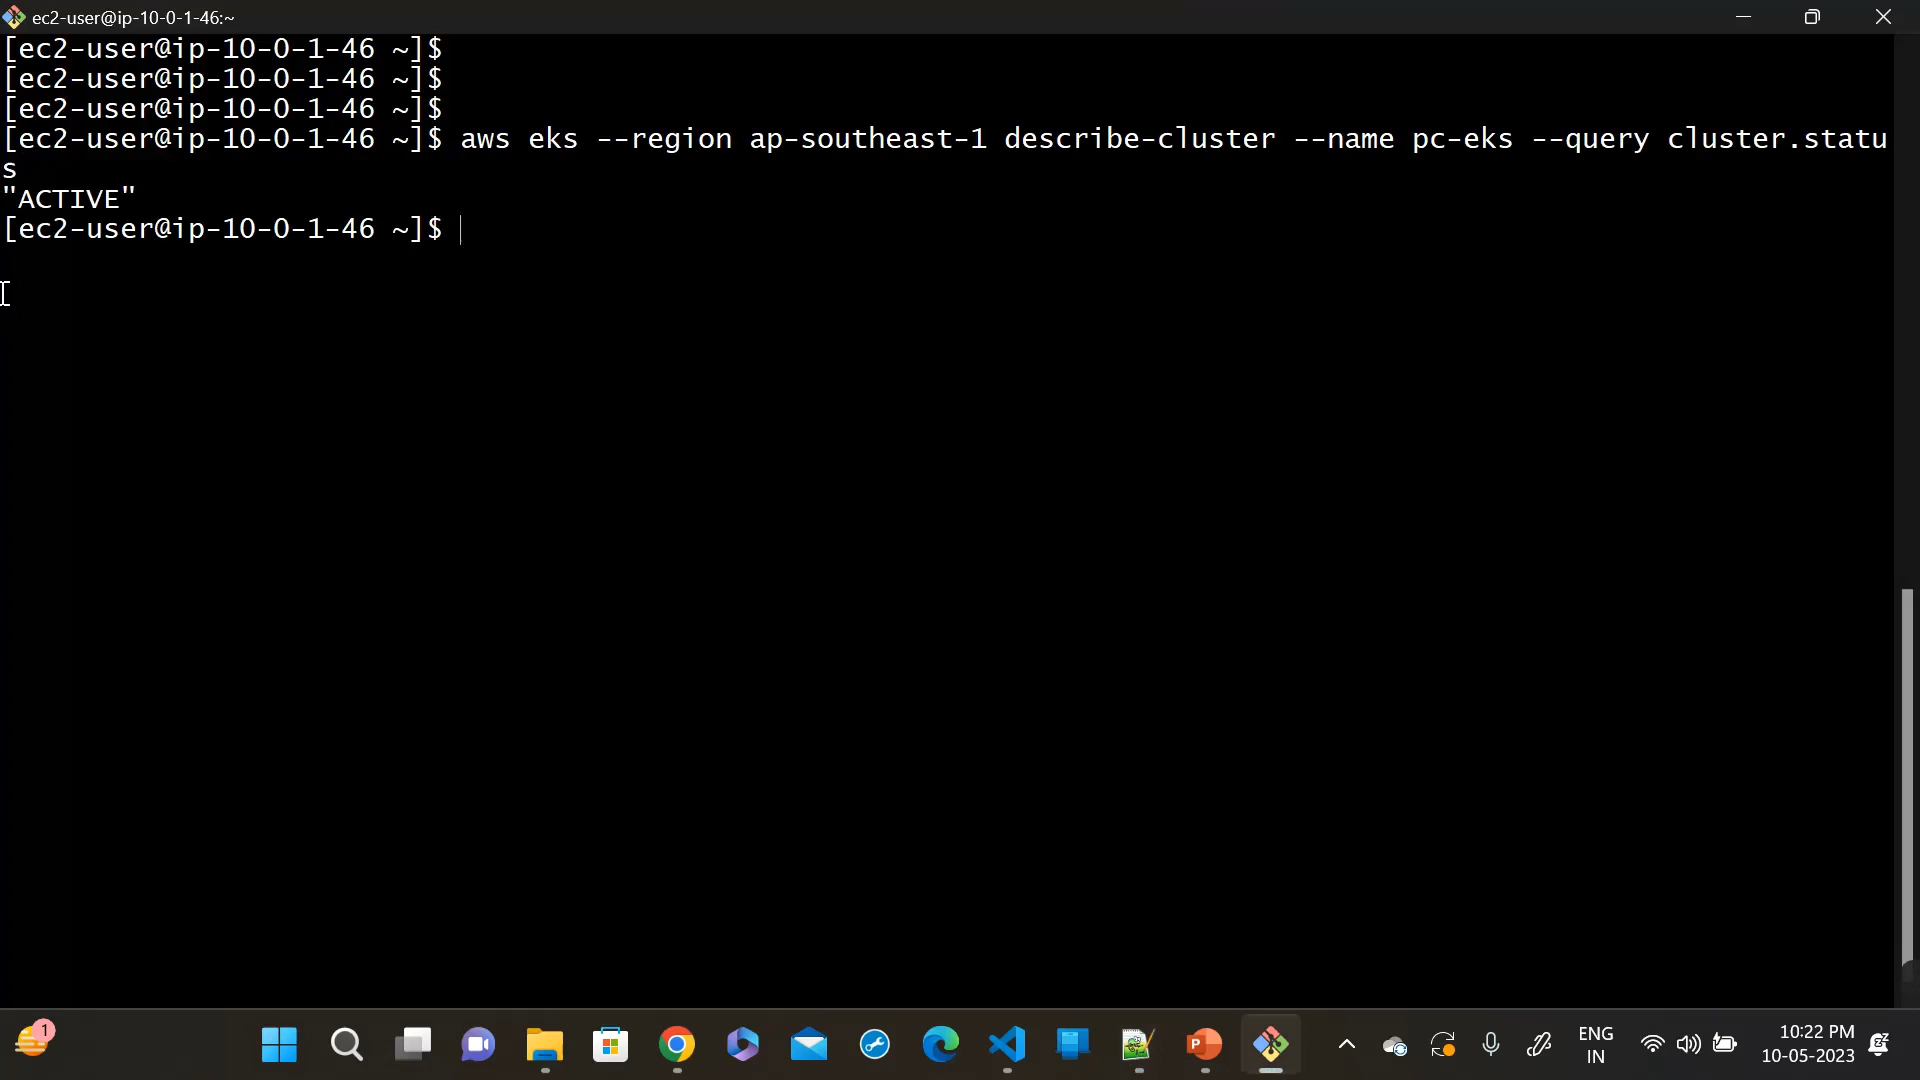 ec2-user@ip-10-0-1-46:~
[ec2-user@ip-10-0-1-46 ~]$
[ec2-user@ip-10-0-1-46 ~]$
[ec2-user@ip-10-0-1-46 ~]$
[ec2-user@ip-10-0-1-46 ~]$ aws eks --region ap-southeast-1 describe-cluster --name pc-eks --query cluster.statu
s
"ACTIVE"
[ec2-user@ip-10-0-1-46 ~]$
1
P
ENG
IN
10:22 PM
10-05-2023